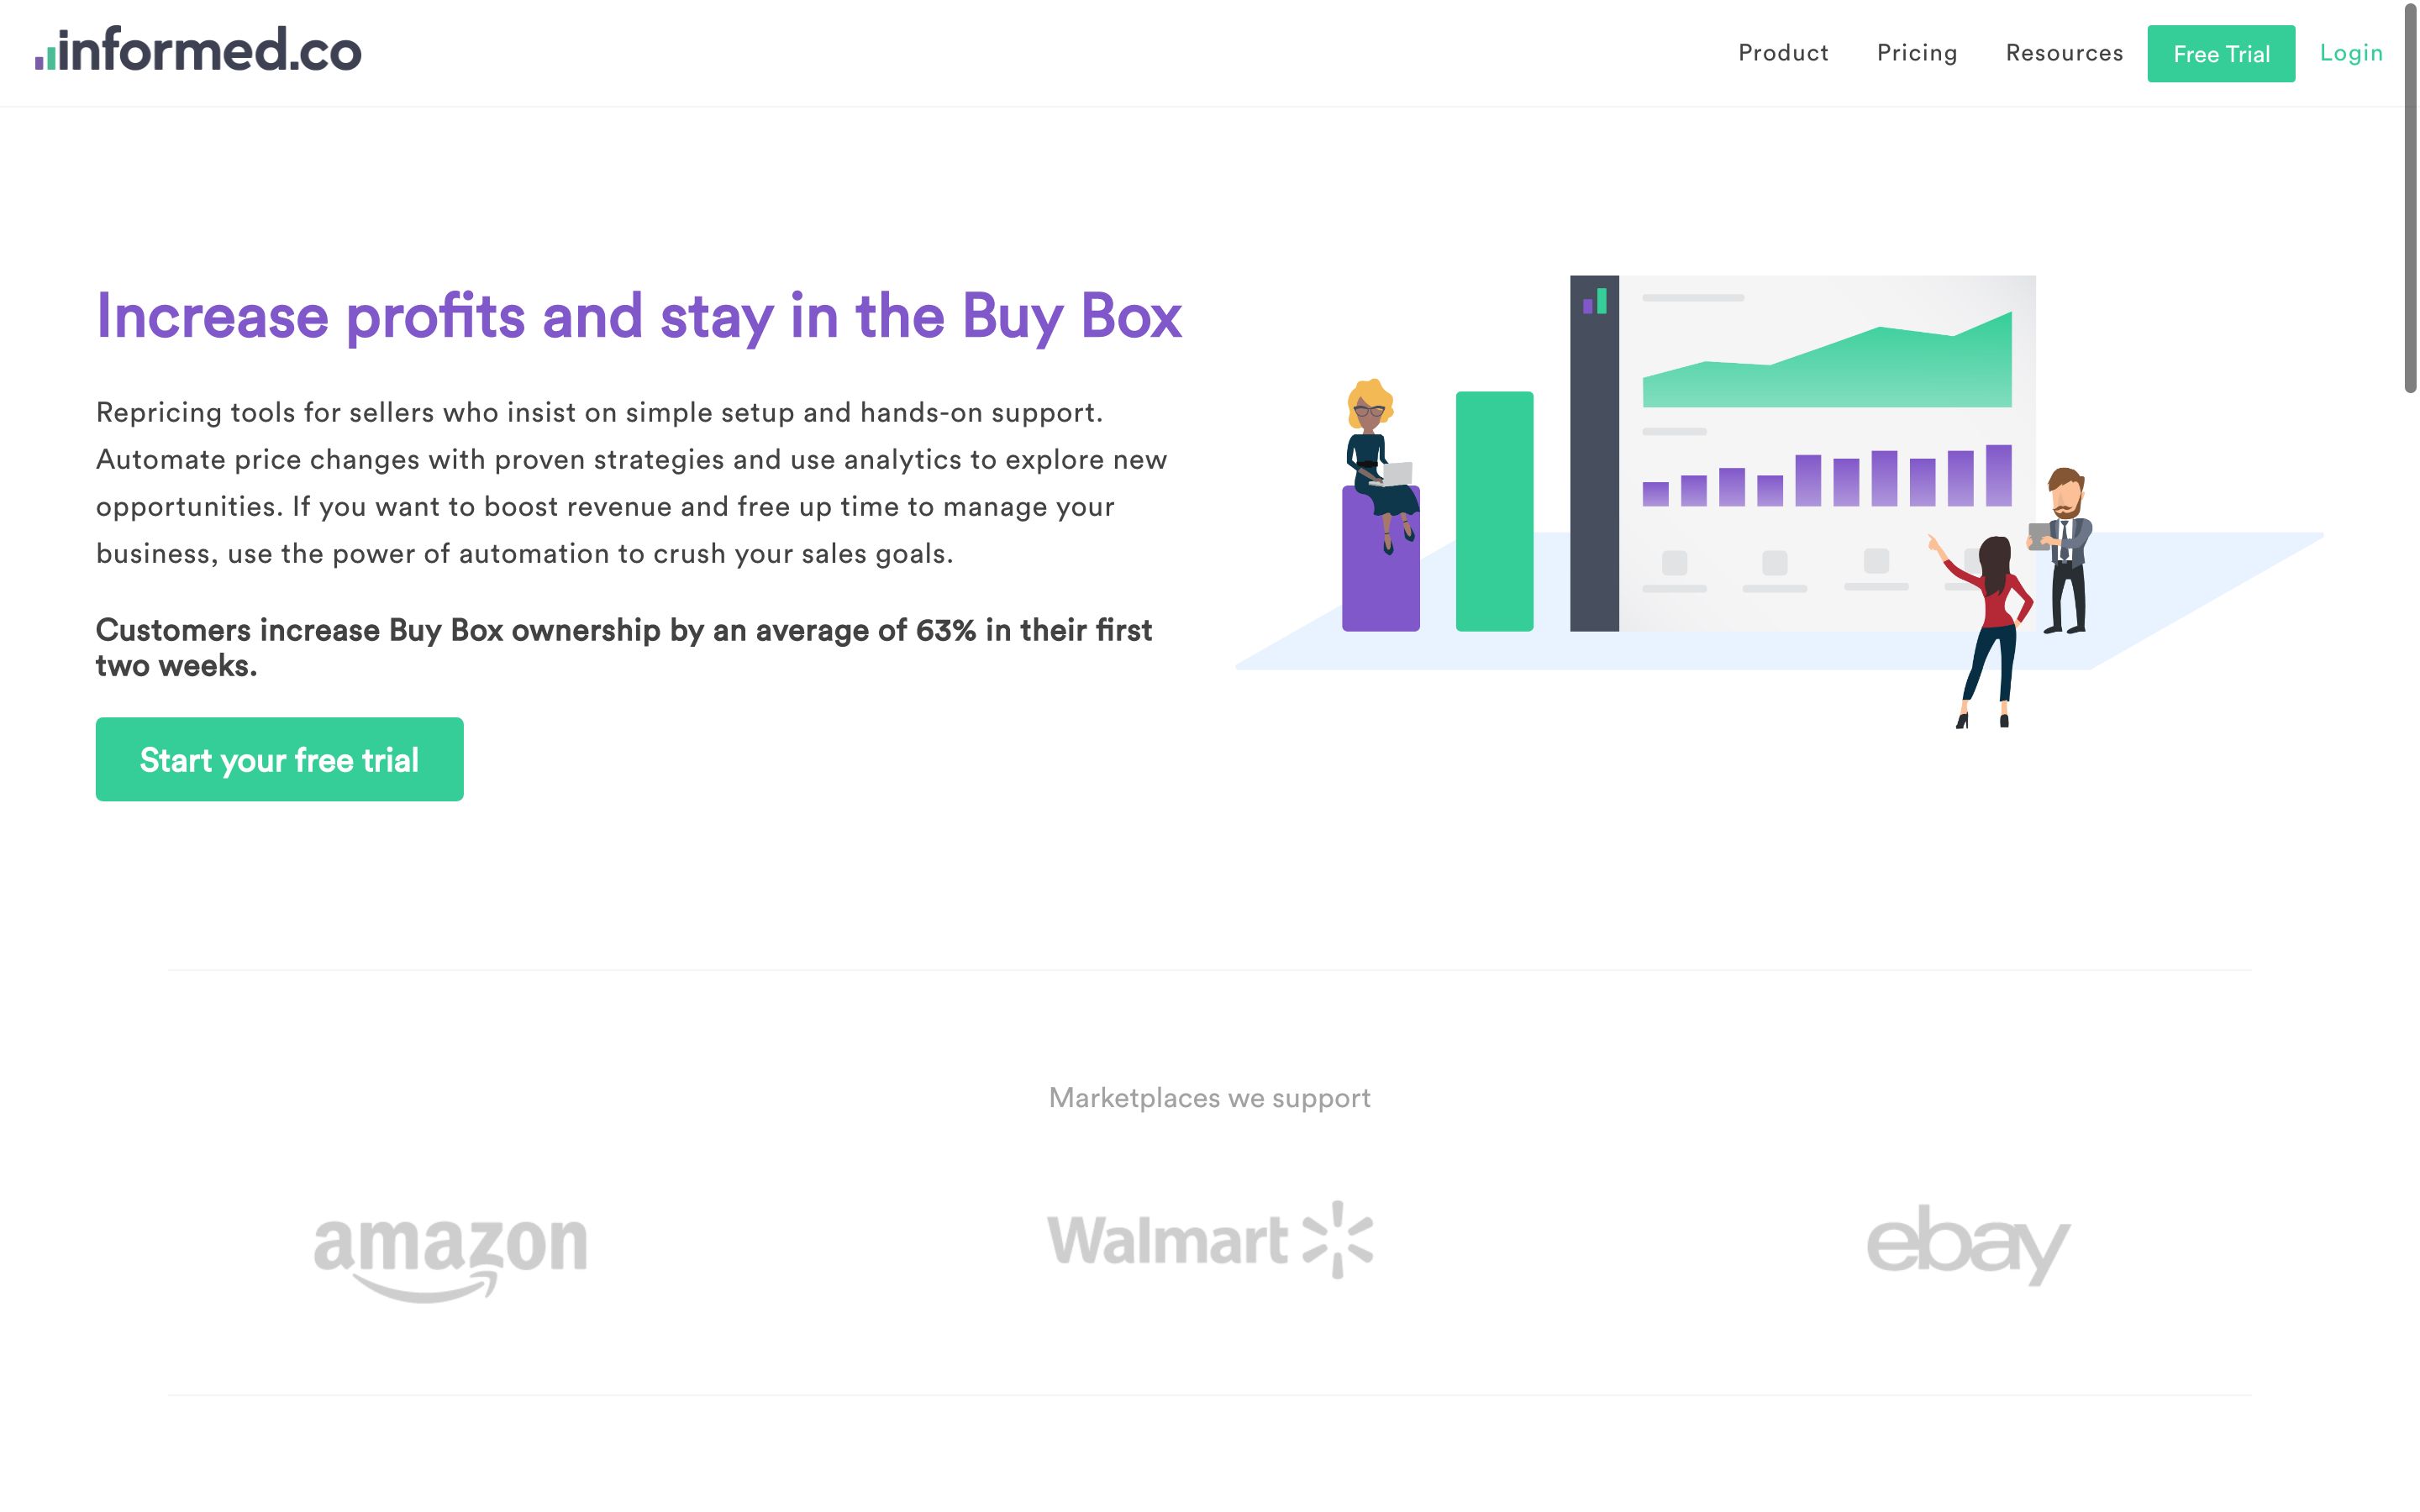 informed.co
Product
Pricing
Resources
Free Trial
Login
Increase profits and stay in the Buy Box
Repricing tools for sellers who insist on simple setup and hands-on support.
Automate price changes with proven strategies and use analytics to explore new
opportunities. If you want to boost revenue and free up time to manage your
business, use the power of automation to crush your sales goals.
Customers increase Buy Box ownership by an average of 63% in their first
two weeks.
Start your free trial
Marketplaces we support
amazon
Walmart
ebay